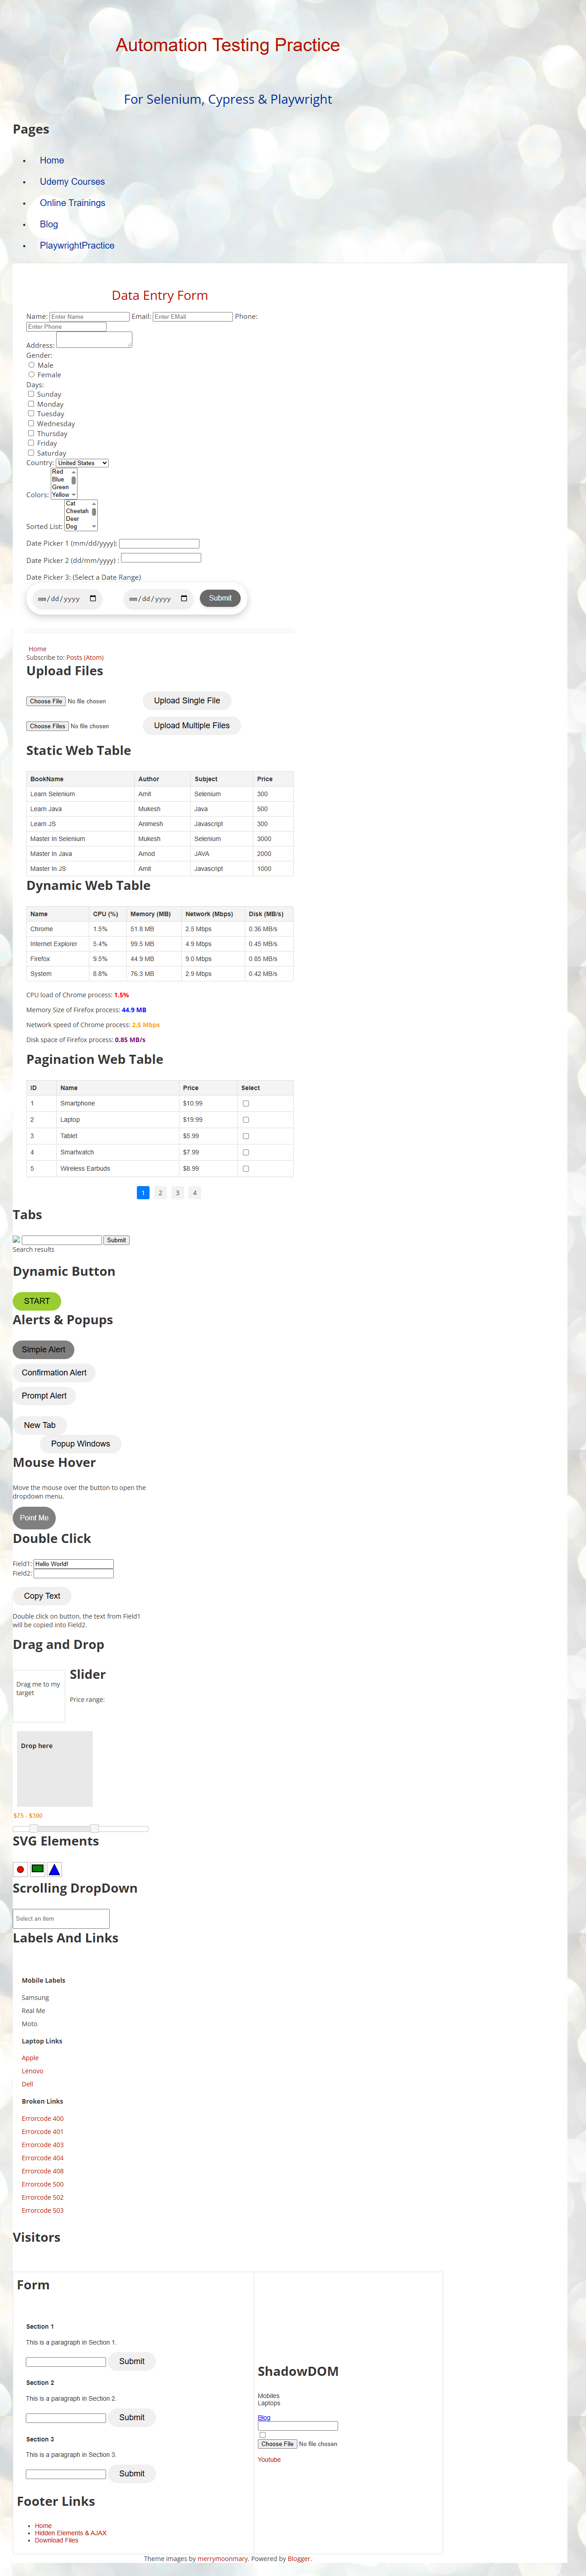 Automation Testing Practice
For Selenium, Cypress & Playwright
Pages
Home
Udemy Courses
Online Trainings
Blog
PlaywrightPractice
Data Entry Form
Name: Enter Name Email: Enter EMail Phone:
Enter Phone
Address:
Gender:
Male
Female
Days:
Sunday
Monday
Tuesday
Wednesday
Thursday
Friday
Saturday
Country: United States
Red
Blue
Green
Colors: Yellow
Cat
Cheetah
Deer
Sorted List: Dog
Date Picker 1 (mm/dd/yyyy):
Date Picker 2 (dd/mm/yyyy) :
Date Picker 3: (Select a Date Range)
mm/dd/yyyy mm/dd/yyyy Submit
Home
Subscribe to: Posts (Atom)
Upload Files
Choose File No file chosen Upload Single File
Choose Files No file chosen Upload Multiple Files
Static Web Table
BookName Author Subject Price
Learn Selenium Amit Selenium 300
Learn Java Mukesh Java 500
Learn JS Animesh Javascript 300
Master In Selenium Mukesh Selenium 3000
Master In Java Amod JAVA 2000
Master In JS Amit Javascript 1000
Dynamic Web Table
Name CPU (%) Memory (MB) Network (Mbps) Disk (MB/s)
Chrome 1.5% 51.8 MB 2.5 Mbps 0.36 MB/s
Internet Explorer 5.4% 99.5 MB 4.9 Mbps 0.45 MB/s
Firefox 9.5% 44.9 MB 9.0 Mbps 0.85 MB/s
System 8.8% 76.3 MB 2.9 Mbps 0.42 MB/s
CPU load of Chrome process: 1.5%
Memory Size of Firefox process: 44.9 MB
Network speed of Chrome process: 2.5 Mbps
Disk space of Firefox process: 0.85 MB/s
Pagination Web Table
ID Name Price Select
1 Smartphone $10.99
2 Laptop $19.99
3 Tablet $5.99
4 Smartwatch $7.99
5 Wireless Earbuds $8.99
1 2 3 4
Tabs
Submit
Search results
Dynamic Button
START
Alerts & Popups
Simple Alert
Confirmation Alert
Prompt Alert
New Tab
Popup Windows
Mouse Hover
Move the mouse over the button to open the
dropdown menu.
Point Me
Double Click
Field1: Hello World!
Field2:
Copy Text
Double click on button, the text from Field1
will be copied into Field2.
Drag and Drop
Drag me to my
target
Slider
Price range:
Drop here
$75 - $300
SVG Elements
Scrolling DropDown
Select an item
Labels And Links
Mobile Labels
Samsung
Real Me
Moto
Laptop Links
Apple
Lenovo
Dell
Broken Links
Errorcode 400
Errorcode 401
Errorcode 403
Errorcode 404
Errorcode 408
Errorcode 500
Errorcode 502
Errorcode 503
Visitors
Form
Section 1
This is a paragraph in Section 1.
Submit
Section 2
This is a paragraph in Section 2.
Submit
Section 3
This is a paragraph in Section 3.
Submit
Footer Links
Home
Hidden Elements & AJAX
Download Files
ShadowDOM
Mobiles
Laptops
Blog
Choose File No file chosen
Youtube
Theme images by merrymoonmary. Powered by Blogger.